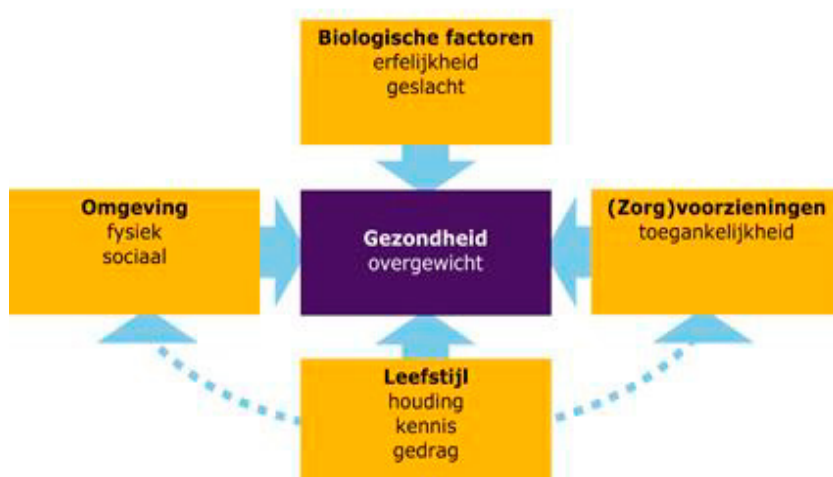 Biologische factoren
erfelijkheid
geslacht
Omgeving
fysiek
sociaal
Gezondheid
overgewicht
(Zorg)voorzieningen
toegankelijkheid
Leefstijl
houding
kennis
gedrag